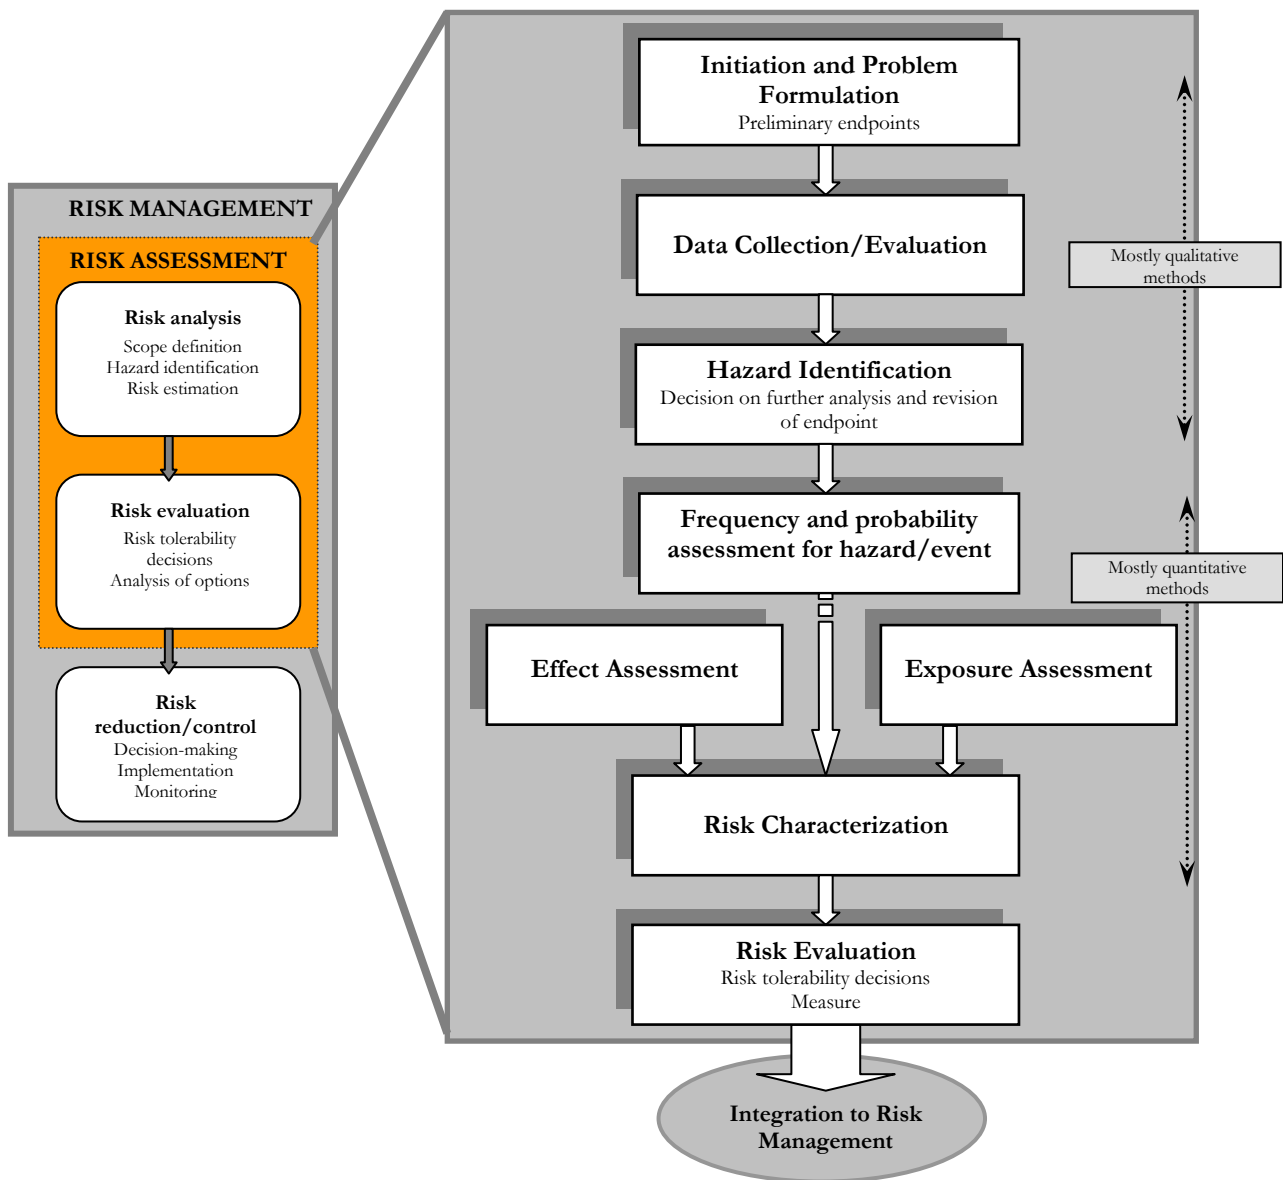 RISK MANAGEMENT
RISK ASSESSMENT
Risk analysis
Scope definition
Hazard identification
Risk estimation
Risk evaluation
Risk tolerability
decisions
Analysis of options
Risk
reduction/control
Decision-making
Implementation
Monitoring
Initiation and Problem
Formulation
Preliminary endpoints
Data Collection/Evaluation
Hazard Identification
Decision on further analysis and revision
of endpoint
Frequency and probability
assessment for hazard/event
Effect Assessment
Exposure Assessment
Risk Characterization
Risk Evaluation
Risk tolerability decisions
Measure
Integration to Risk
Management
Mostly qualitative
methods
Mostly quantitative
methods